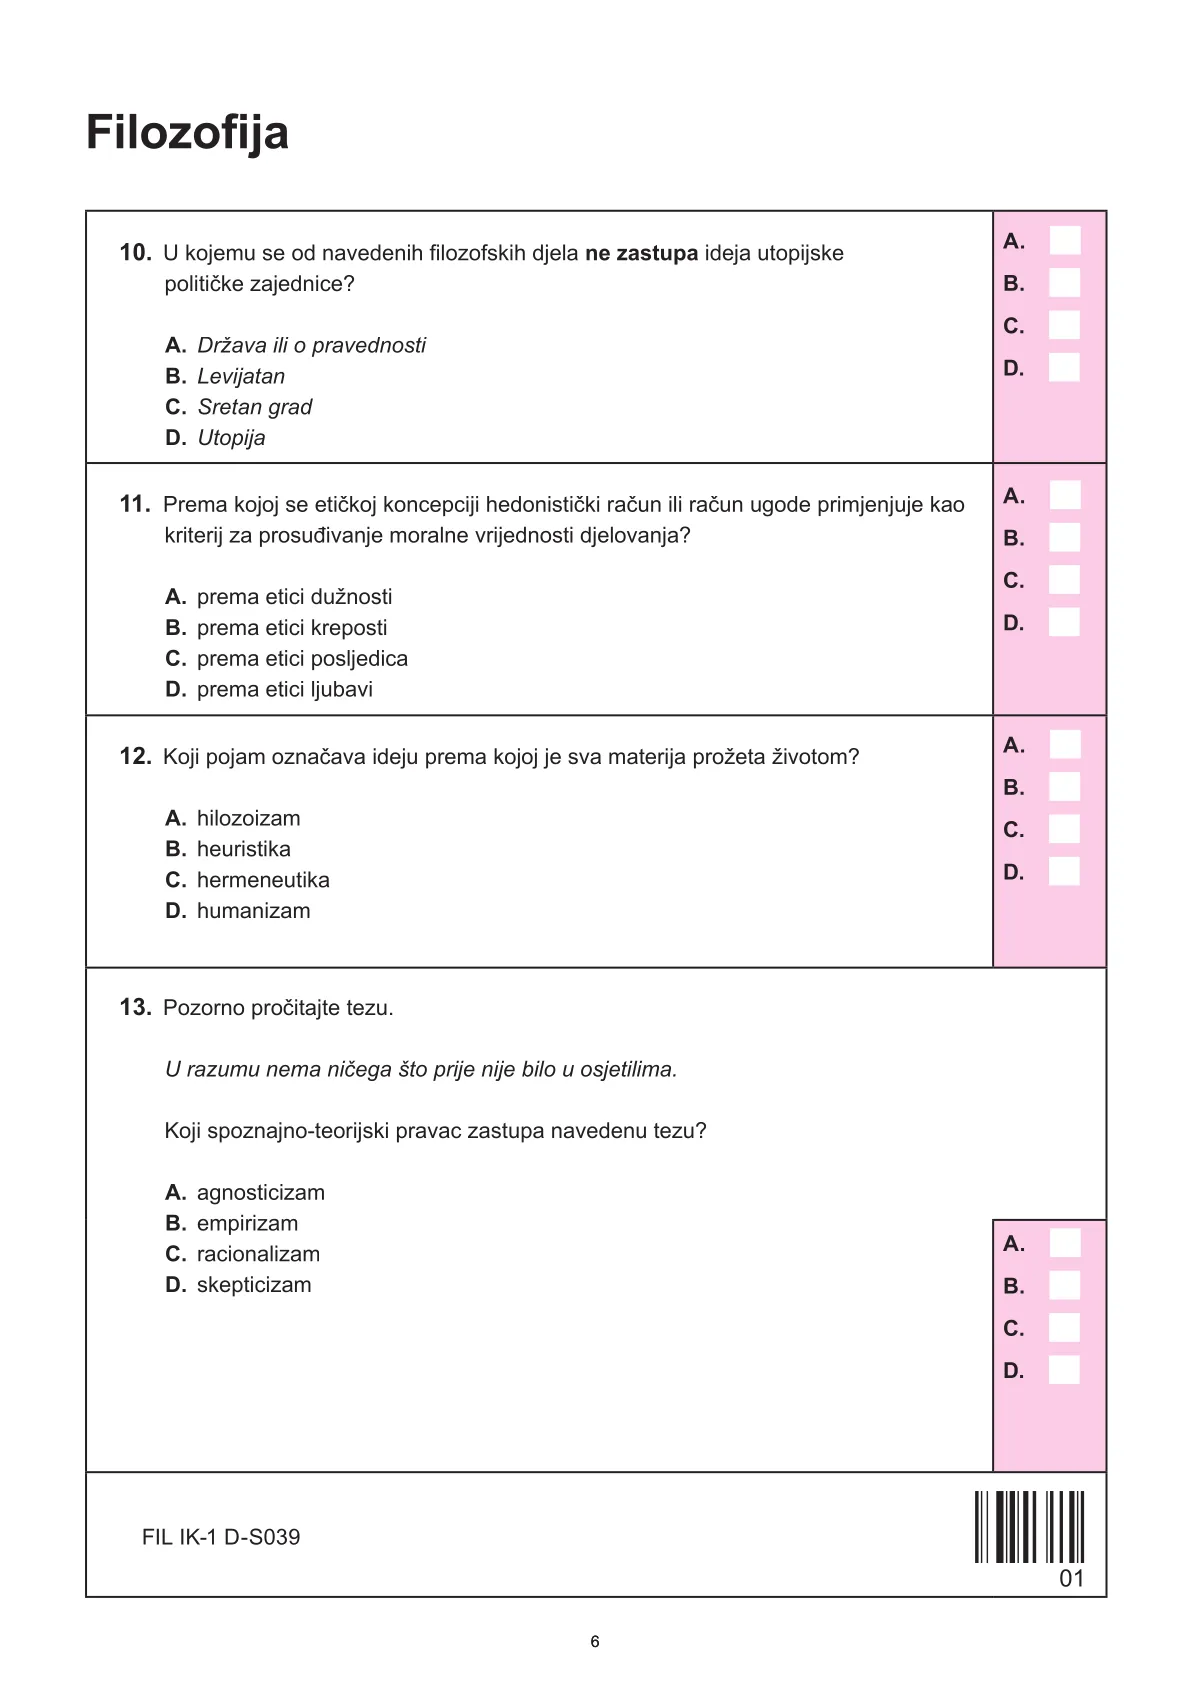 Filozofija
10. U kojemu se od navedenih filozofskih djela ne zastupa ideja utopijske
političke zajednice?
A. Država ili o pravednosti
B. Levijatan
C. Sretan grad
D. Utopija
A.
B.
C.
D.
11. Prema kojoj se etičkoj koncepciji hedonistički račun ili račun ugode primjenjuje kao
kriterij za prosuđivanje moralne vrijednosti djelovanja?
A. prema etici dužnosti
B. prema etici kreposti
C. prema etici posljedica
D. prema etici ljubavi
A.
B.
C.
D.
12. Koji pojam označava ideju prema kojoj je sva materija prožeta životom?
A. hilozoizam
B. heuristika
C. hermeneutika
D. humanizam
A.
B.
C.
D.
13. Pozorno pročitajte tezu.
U razumu nema ničega što prije nije bilo u osjetilima.
Koji spoznajno-teorijski pravac zastupa navedenu tezu?
A. agnosticizam
B. empirizam
C. racionalizam
D. skepticizam
A.
B.
C.
D.
FIL IK-1 D-S039
01
6